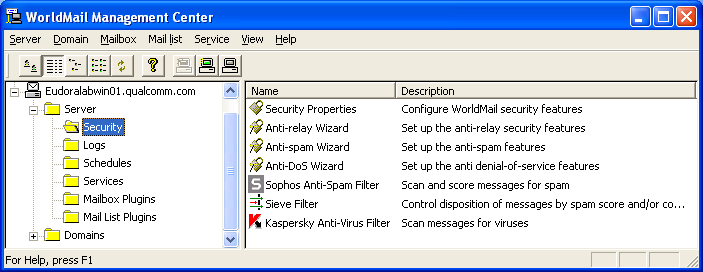 WorldMail Management Center
Server Domain Mailbox Mail list Service View Help
Eudoralabwin01.qualcomm.com
Server
Security
Logs
Schedules
Services
Mailbox Plugins
Mail List Plugins
Domains
Name Description
Security Properties Configure WorldMail security features
Anti-relay Wizard Set up the anti-relay security features
Anti-spam Wizard Set up the anti-spam features
Anti-DoS Wizard Set up the anti denial-of-service features
Sophos Anti-Spam Filter Scan and score messages for spam
Sieve Filter Control disposition of messages by spam score and/or co...
Kaspersky Anti-Virus Filter Scan messages for viruses
For Help, press F1